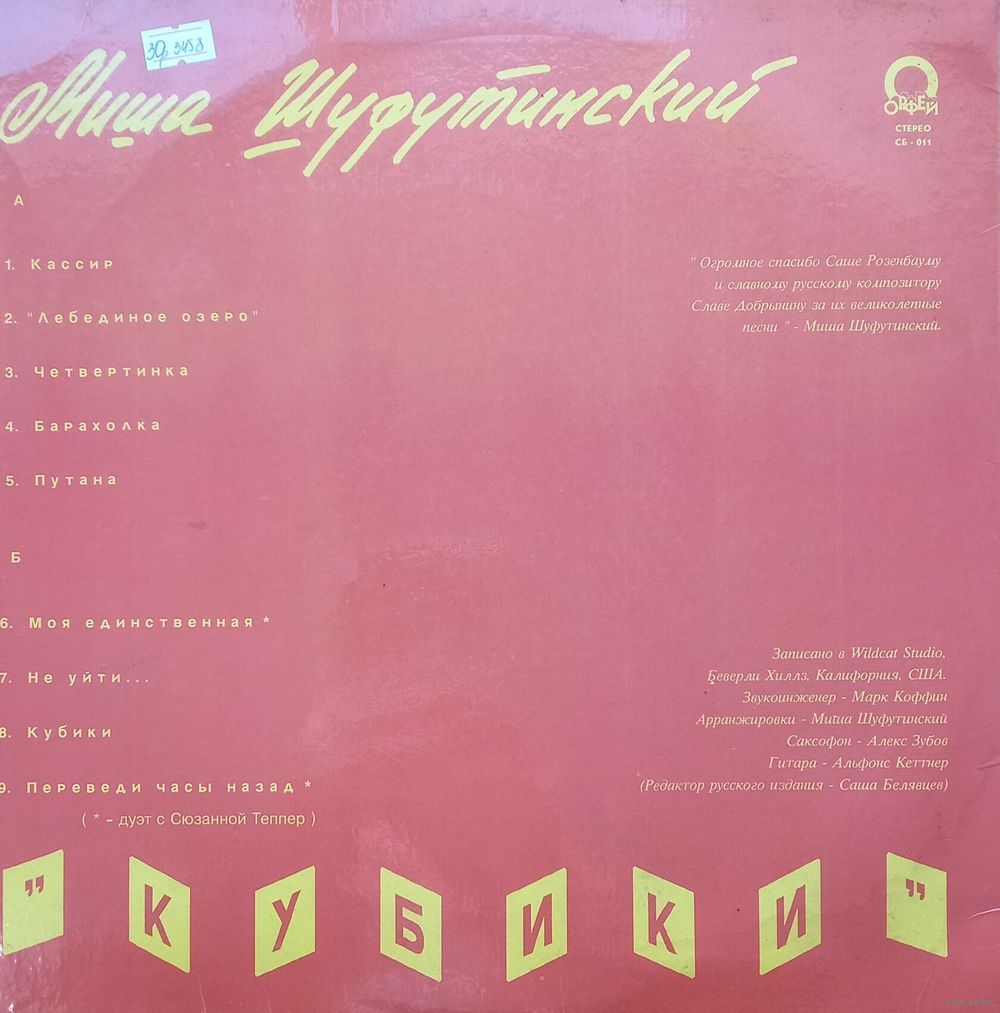 30р 3458
Миша Шуфутинский
ОРФЕЙ
СТЕРЕО
СБ - 011
А
1. Кассир
2. "Лебединое озеро"
3. Четвертинка
4. Барахолка
5. Путана
" Огромное спасибо Саше Розенбауму
и славному русскому композитору
Славе Добрынину за их великолепные
песни " - Миша Шуфутинский.
Б
6. Моя единственная *
7. Не уйти...
8. Кубики
9. Переведи часы назад *
( * - дуэт с Сюзанной Теппер )
Записано в Wildcat Studio,
Беверли Хиллз, Калифорния, США.
Звукоинженер - Марк Коффин
Арранжировки - Миша Шуфутинский
Саксофон - Алекс Зубов
Гитара - Альфонс Кеттнер
(Редактор русского издания - Саша Белявцев)
" КУБИКИ "